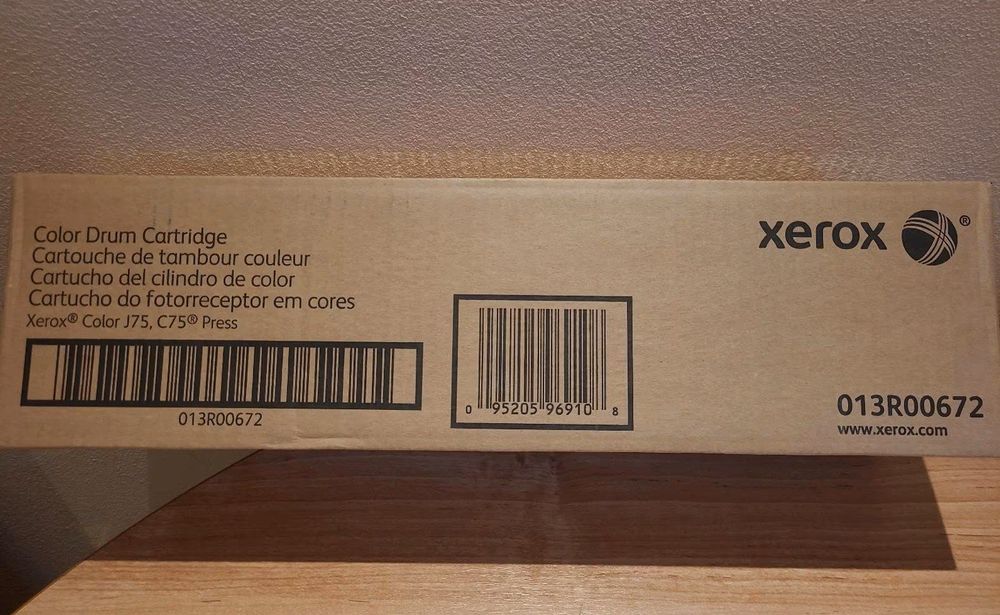 Color Drum Cartridge
Cartouche de tambour couleur
Cartucho del cilindro de color
Cartucho do fotorreceptor em cores
Xerox® Color J75, C75® Press
013R00672
0 95205 96910 8
xerox ®
013R00672
www.xerox.com